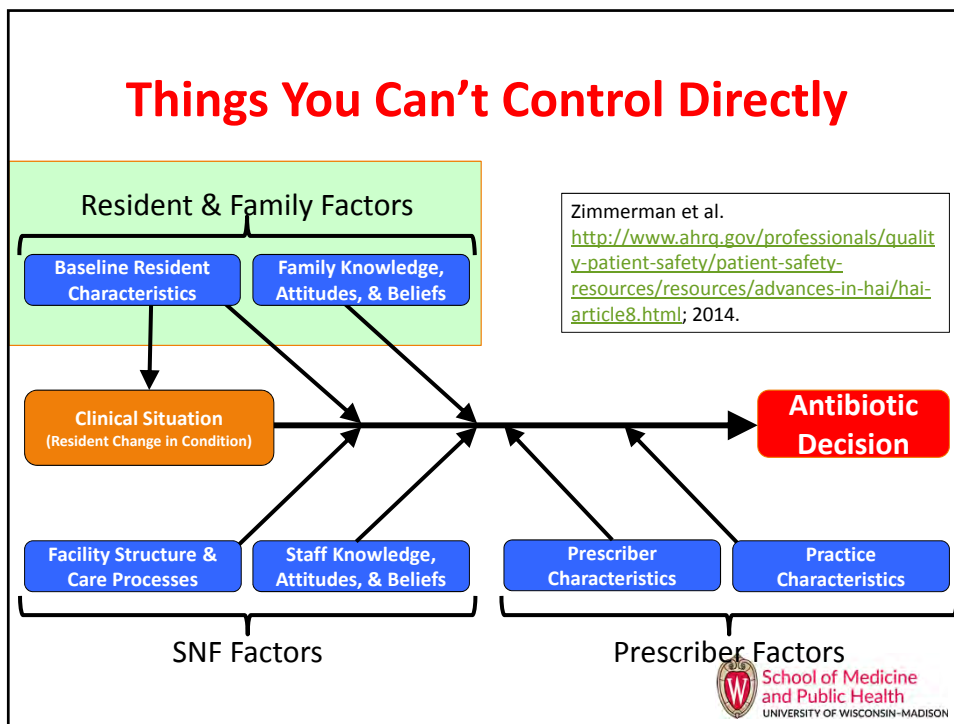 Things You Can’t Control Directly
Resident & Family Factors
Baseline Resident
Characteristics
Family Knowledge,
Attitudes, & Beliefs
Zimmerman et al.
http://www.ahrq.gov/professionals/qualit
y-patient-safety/patient-safety-
resources/resources/advances-in-hai/hai-
article8.html; 2014.
Clinical Situation
(Resident Change in Condition)
Antibiotic
Decision
Facility Structure &
Care Processes
Staff Knowledge,
Attitudes, & Beliefs
Prescriber
Characteristics
Practice
Characteristics
SNF Factors
Prescriber Factors
W
School of Medicine
and Public Health
UNIVERSITY OF WISCONSIN–MADISON